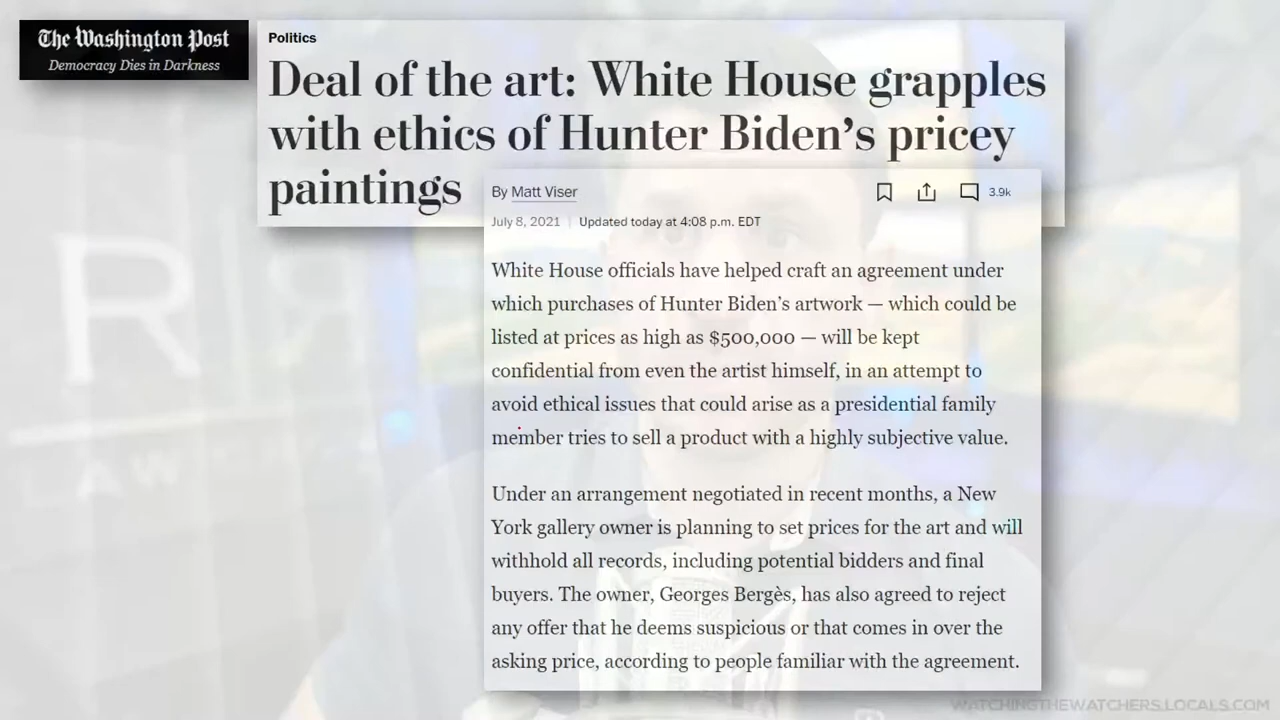 The Washington Post
Democracy Dies in Darkness
Politics
Deal of the art: White House grapples
with ethics of Hunter Biden’s pricey
paintings
By Matt Viser
3.9k
July 8, 2021 | Updated today at 4:08 p.m. EDT
White House officials have helped craft an agreement under
which purchases of Hunter Biden’s artwork — which could be
listed at prices as high as $500,000 — will be kept
confidential from even the artist himself, in an attempt to
avoid ethical issues that could arise as a presidential family
member tries to sell a product with a highly subjective value.
Under an arrangement negotiated in recent months, a New
York gallery owner is planning to set prices for the art and will
withhold all records, including potential bidders and final
buyers. The owner, Georges Bergès, has also agreed to reject
any offer that he deems suspicious or that comes in over the
asking price, according to people familiar with the agreement.
R
R
LAW
WATCHINGTHEWATCHERS.LOCALS.COM